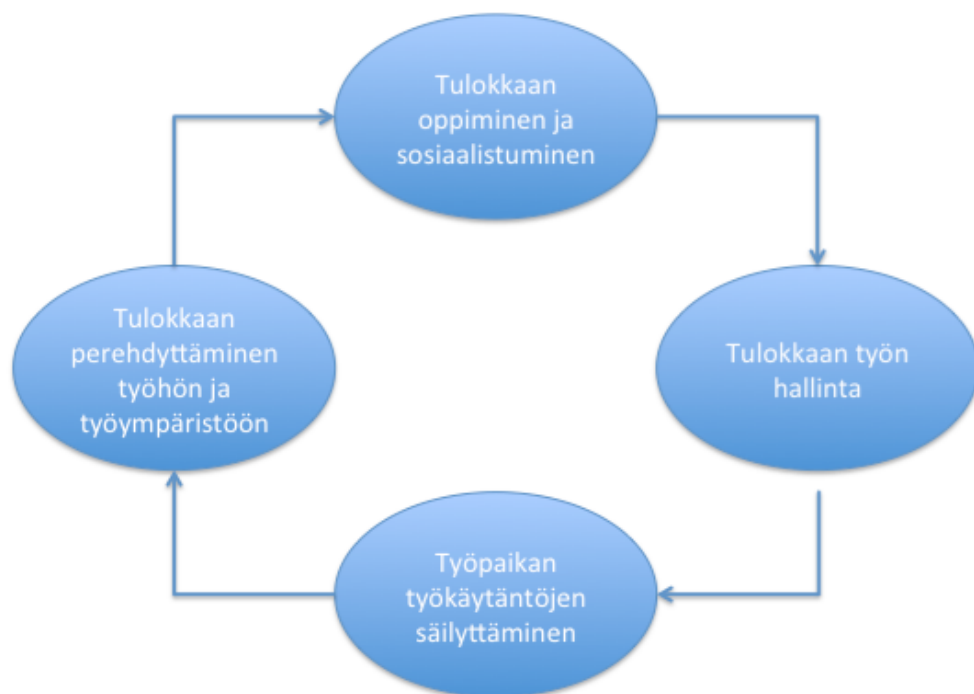 Tulokkaan
oppiminen ja
sosiaalistuminen
Tulokkaan
perehdyttäminen
työhön ja
työympäristöön
Tulokkaan työn
hallinta
Työpaikan
työkäytäntöjen
säilyttäminen